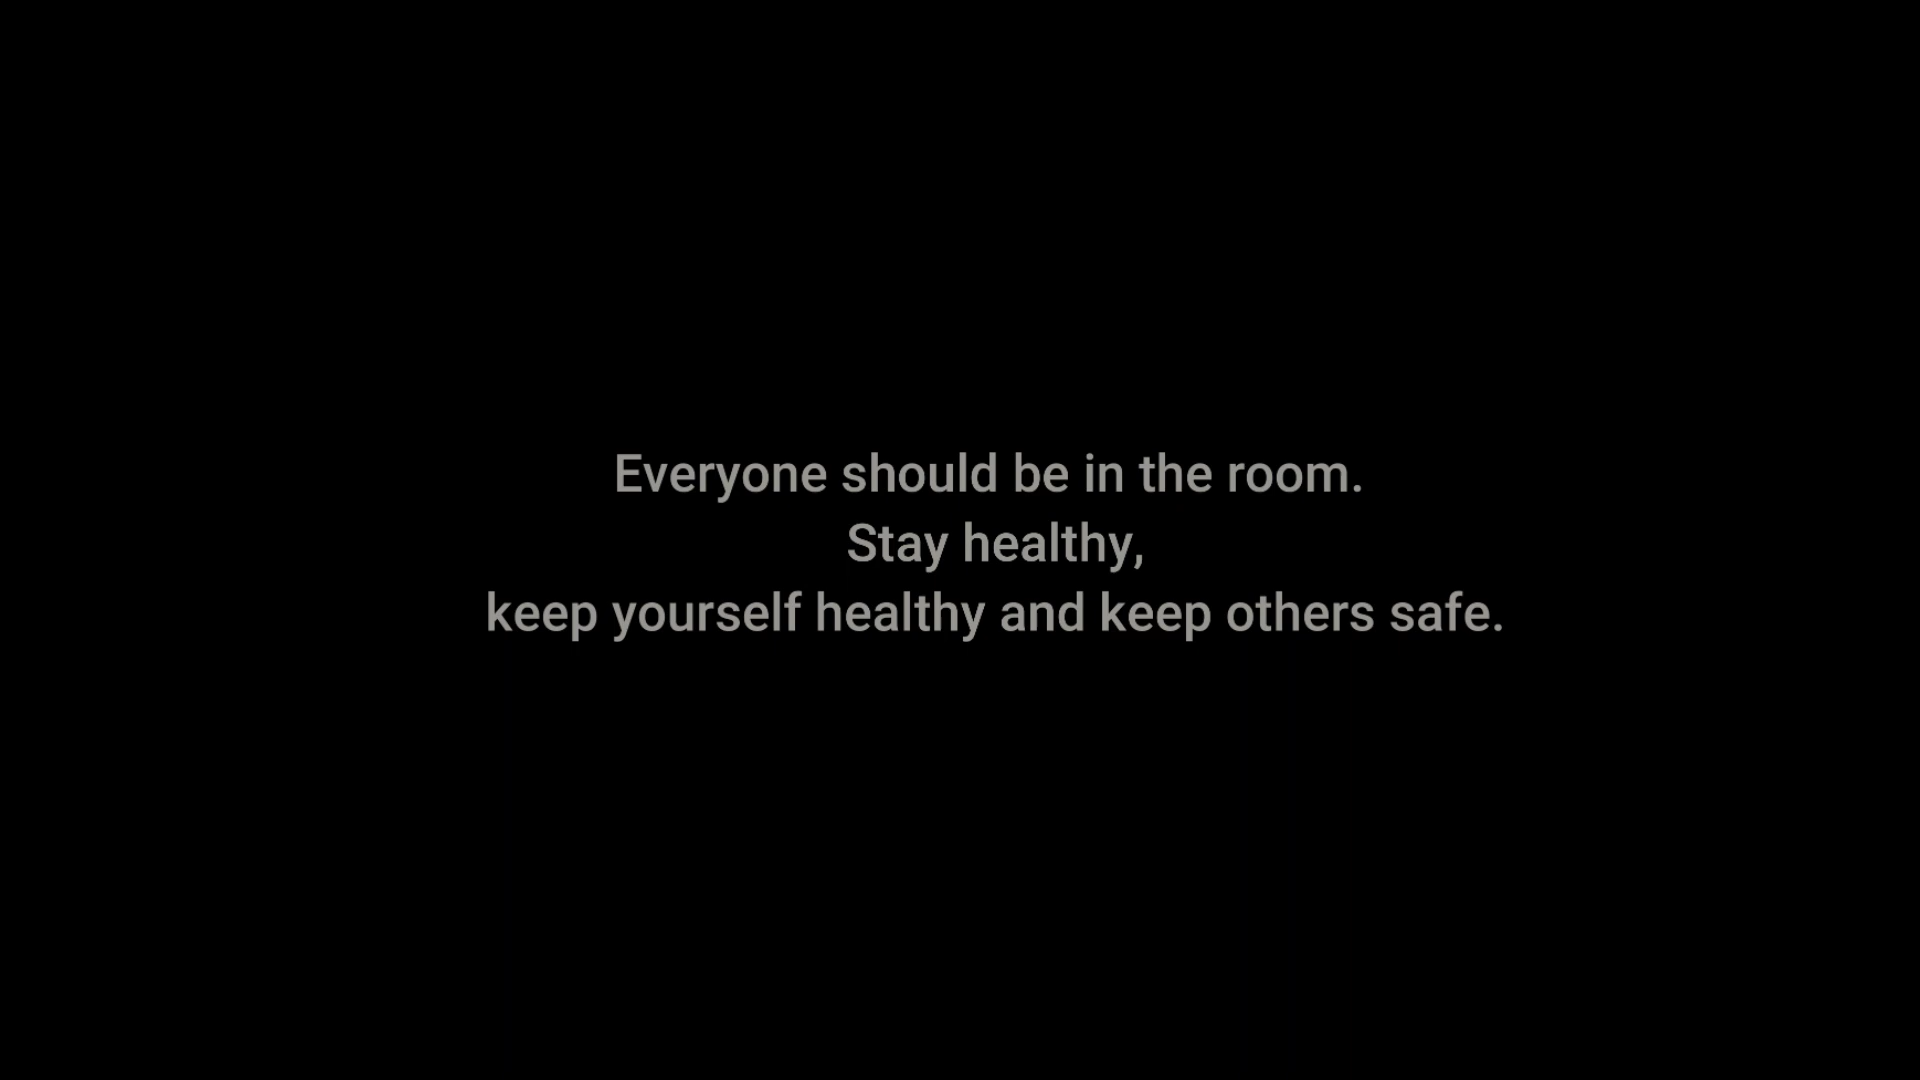 Everyone should be in the room.
Stay healthy,
keep yourself healthy and keep others safe.